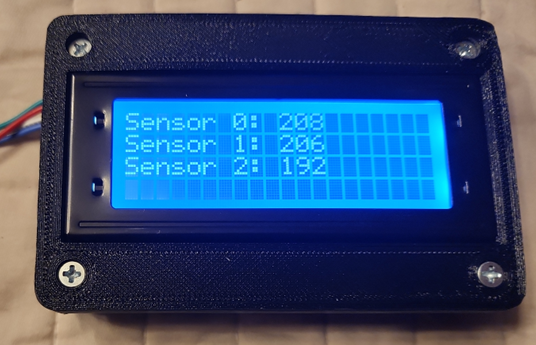 Sensor 0: 208
Sensor 1: 206
Sensor 2: 192